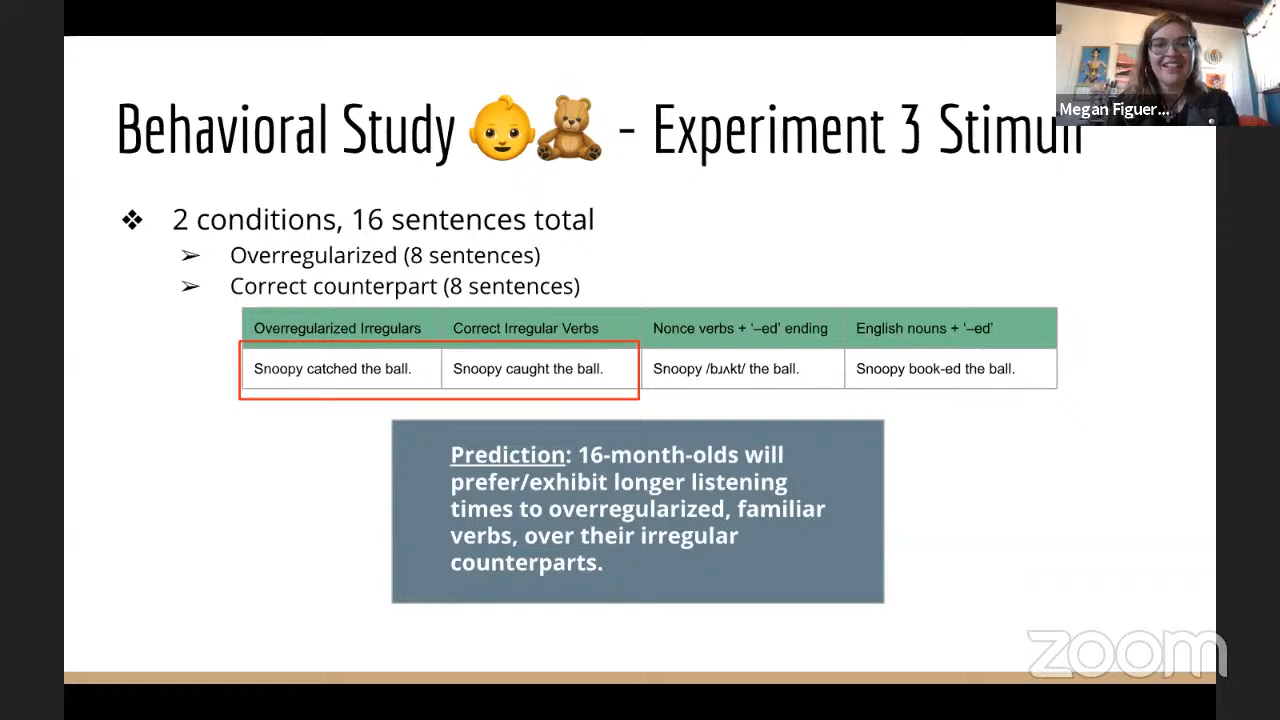 Megan Figuer...
Behavioral Study - Experiment 3 Stimuli
❖ 2 conditions, 16 sentences total
➢ Overregularized (8 sentences)
➢ Correct counterpart (8 sentences)
Overregularized Irregulars Correct Irregular Verbs Nonce verbs + ‘–ed’ ending English nouns + ‘–ed’
Snoopy catched the ball. Snoopy caught the ball. Snoopy /bɹʌkt/ the ball. Snoopy book-ed the ball.
Prediction: 16-month-olds will
prefer/exhibit longer listening
times to overregularized, familiar
verbs, over their irregular
counterparts.
zoom